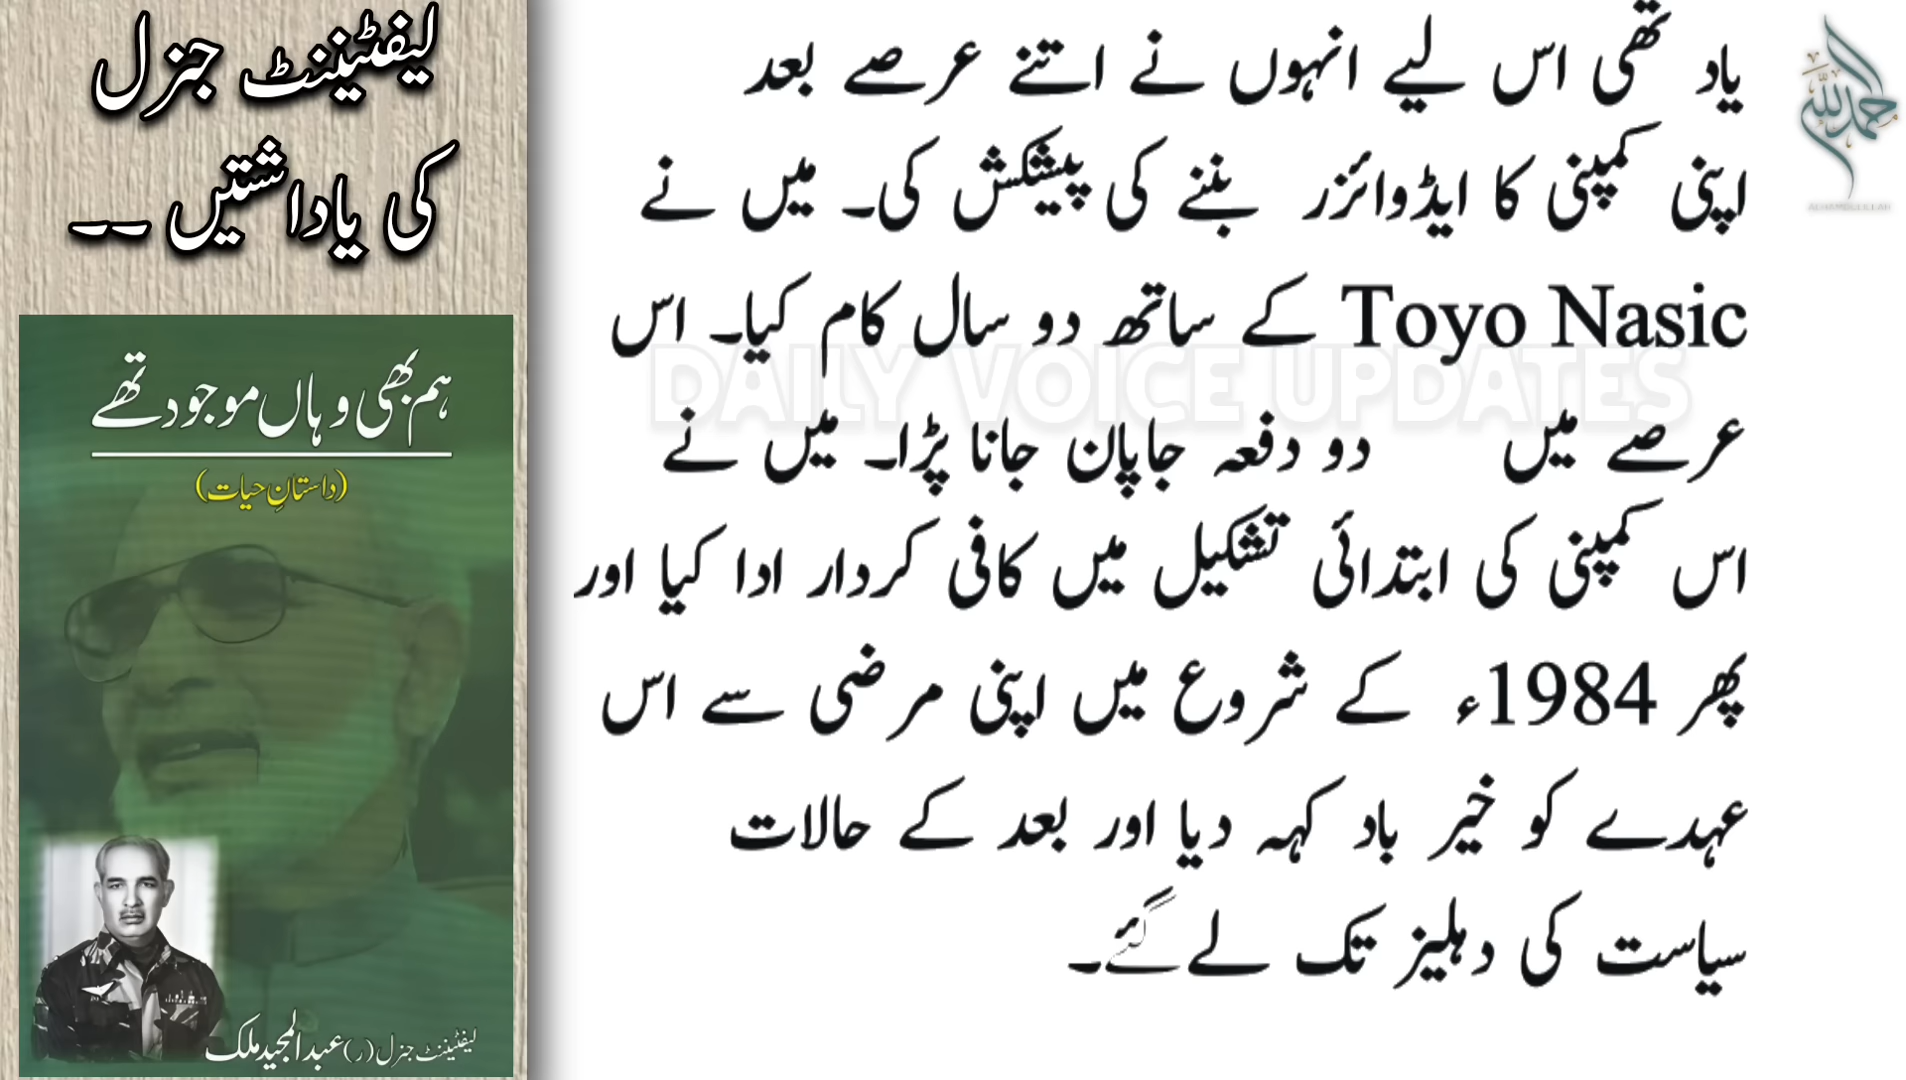 لیفٹیننٹ جنرل
کی یاداشتیں ۔۔
ہم بھی وہاں موجود تھے
(داستانِ حیات)
لیفٹیننٹ جنرل (ر) عبدالمجید ملک
یاد تھی اس لیے انہوں نے اتنے عرصے بعد
اپنی کمپنی کا ایڈوائزر بننے کی پیشکش کی۔ میں نے
Toyo Nasic کے ساتھ دو سال کام کیا۔ اس
عرصے میں دو دفعہ جاپان جانا پڑا۔ میں نے
اس کمپنی کی ابتدائی تشکیل میں کافی کردار ادا کیا اور
پھر 1984ء کے شروع میں اپنی مرضی سے اس
عہدے کو خیر باد کہہ دیا اور بعد کے حالات
سیاست کی دہلیز تک لے گئے۔
DAILY VOICE UPDATES
الحمدللہ